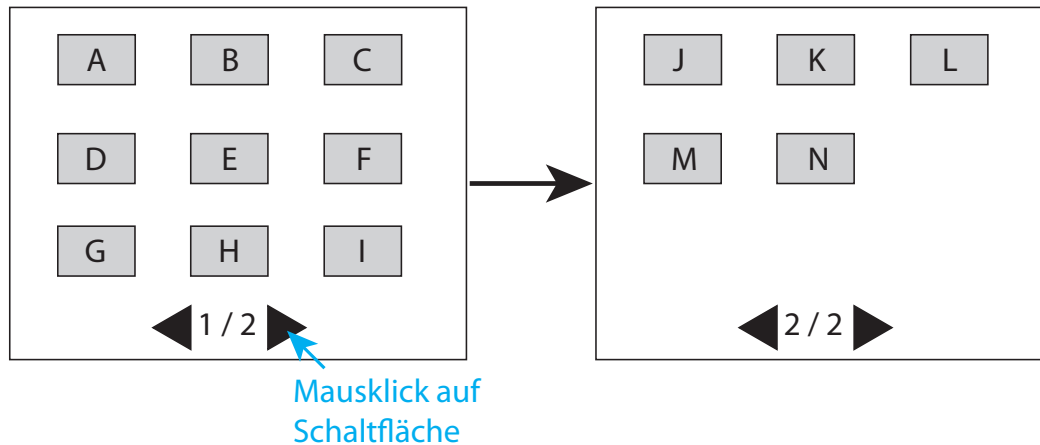 A B C
D E F
G H I
1 / 2
Mausklick auf
Schaltfläche
J K L
M N
2 / 2